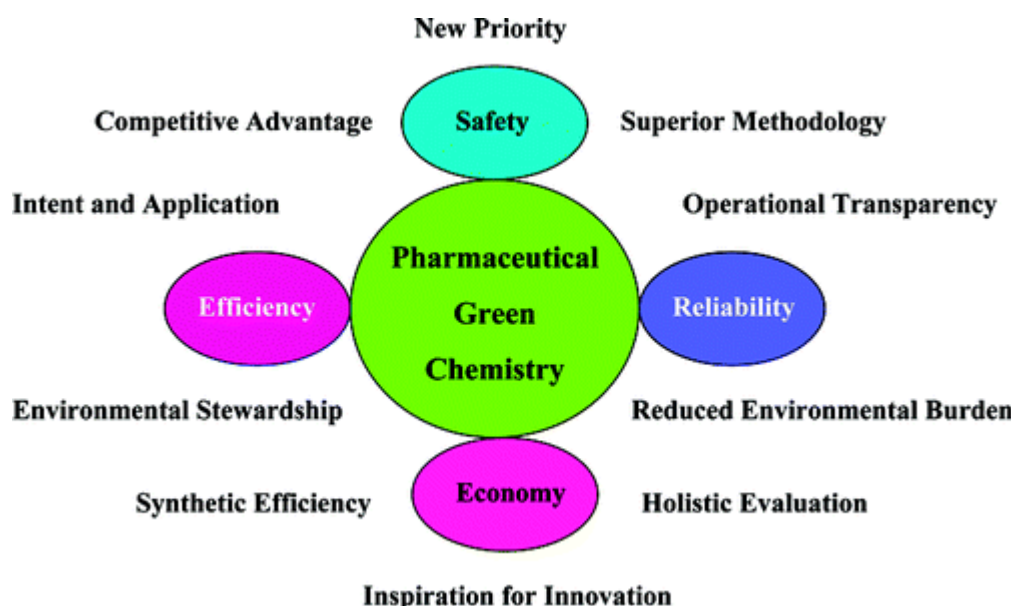 New Priority
Competitive Advantage
Safety
Superior Methodology
Intent and Application
Operational Transparency
Pharmaceutical
Green
Chemistry
Efficiency
Reliability
Environmental Stewardship
Reduced Environmental Burden
Synthetic Efficiency
Economy
Holistic Evaluation
Inspiration for Innovation